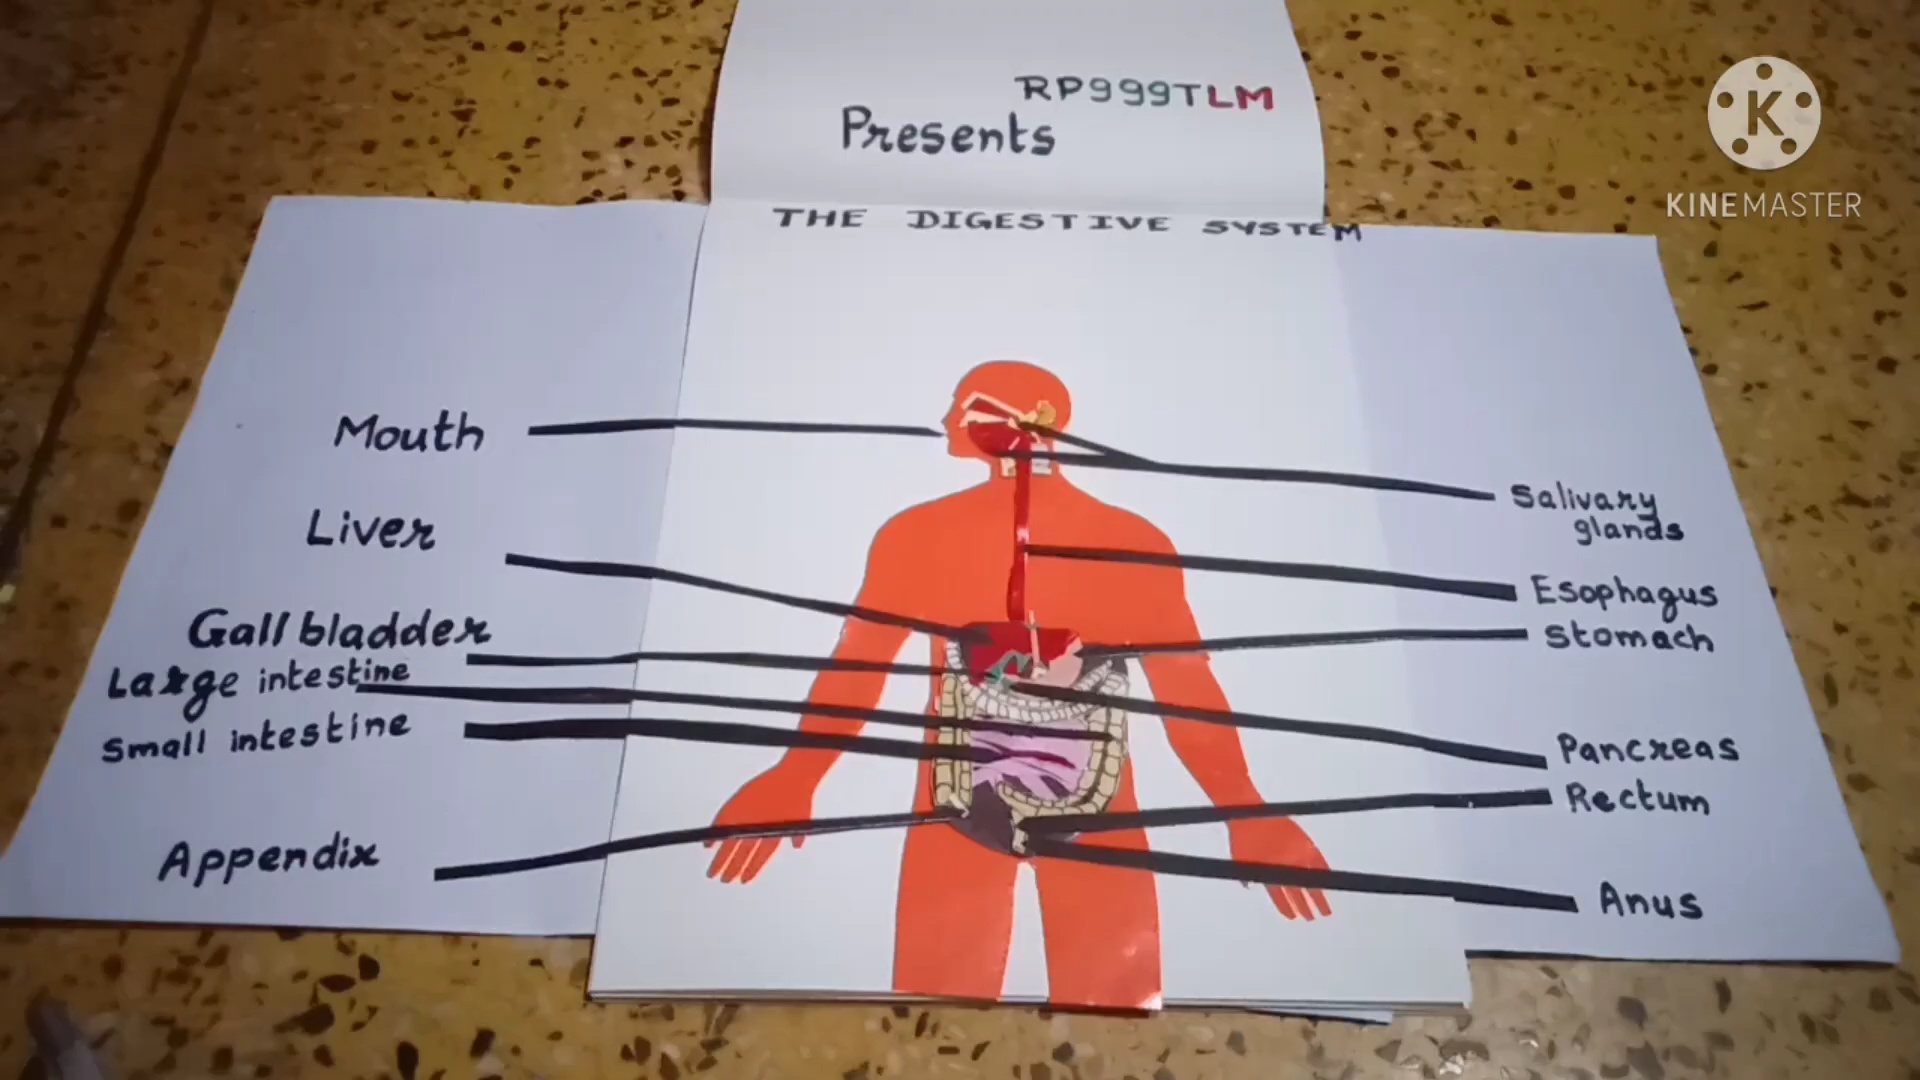 RP999TLM
Presents
THE DIGESTIVE SYSTEM
KINEMASTER
Mouth
Liver
Gall bladder
Large intestine
Small intestine
Appendix
Salivary
glands
Esophagus
Stomach
Pancreas
Rectum
Anus